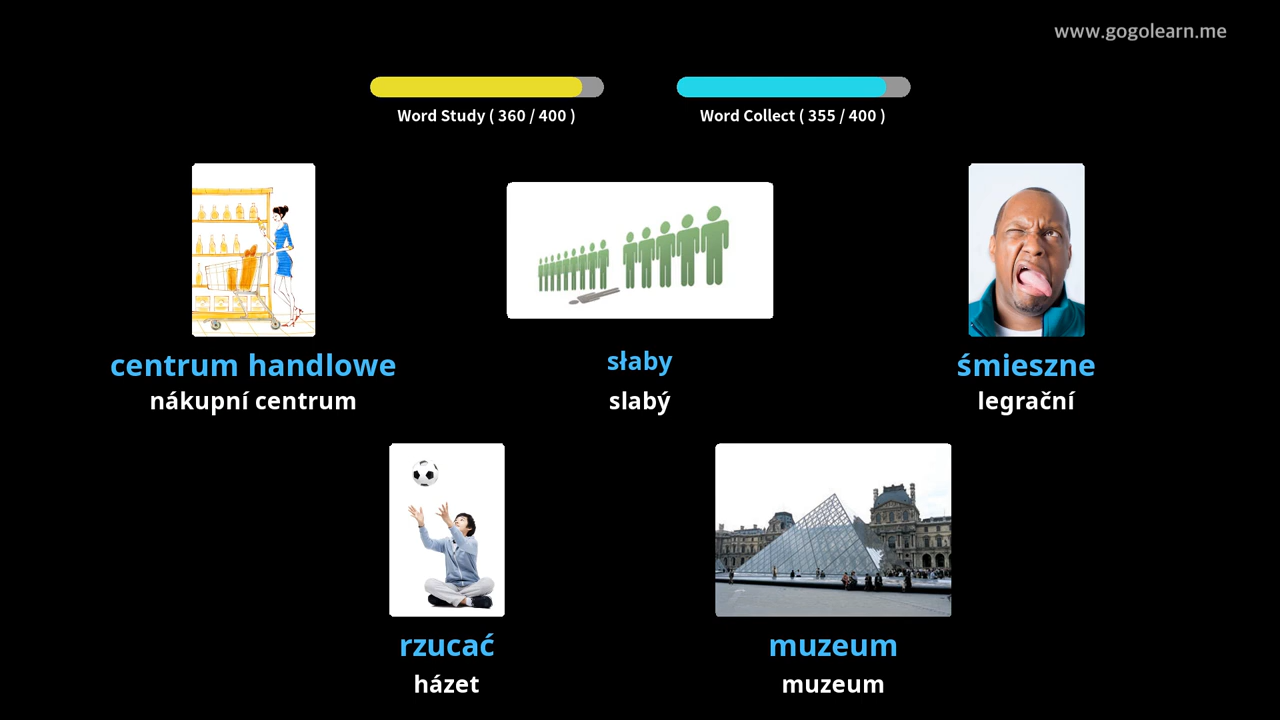 www.gogolearn.me
Word Study ( 360 / 400 )
Word Collect ( 355 / 400 )
centrum handlowe
nákupní centrum
słaby
slabý
śmieszne
legrační
rzucać
házet
muzeum
muzeum